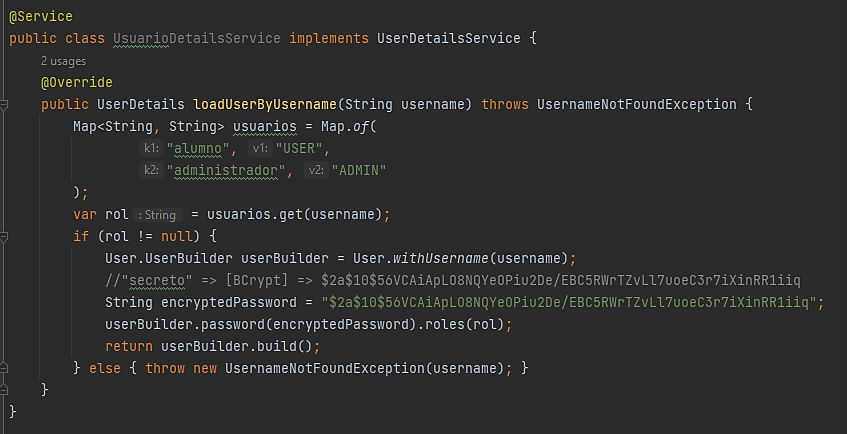 @Service
public class UsuarioDetailsService implements UserDetailsService {
2 usages
@Override
public UserDetails loadUserByUsername(String username) throws UsernameNotFoundException {
Map<String, String> usuarios = Map.of(
k1: "alumno", v1: "USER",
k2: "administrador", v2: "ADMIN"
);
var rol : String = usuarios.get(username);
if (rol != null) {
User.UserBuilder userBuilder = User.withUsername(username);
//"secreto" => [BCrypt] => $2a$10$56VCAiApLO8NQYeOPiu2De/EBC5RWrTZvLl7uoeC3r7iXinRR1iiq
String encryptedPassword = "$2a$10$56VCAiApLO8NQYeOPiu2De/EBC5RWrTZvLl7uoeC3r7iXinRR1iiq";
userBuilder.password(encryptedPassword).roles(rol);
return userBuilder.build();
} else { throw new UsernameNotFoundException(username); }
}
}